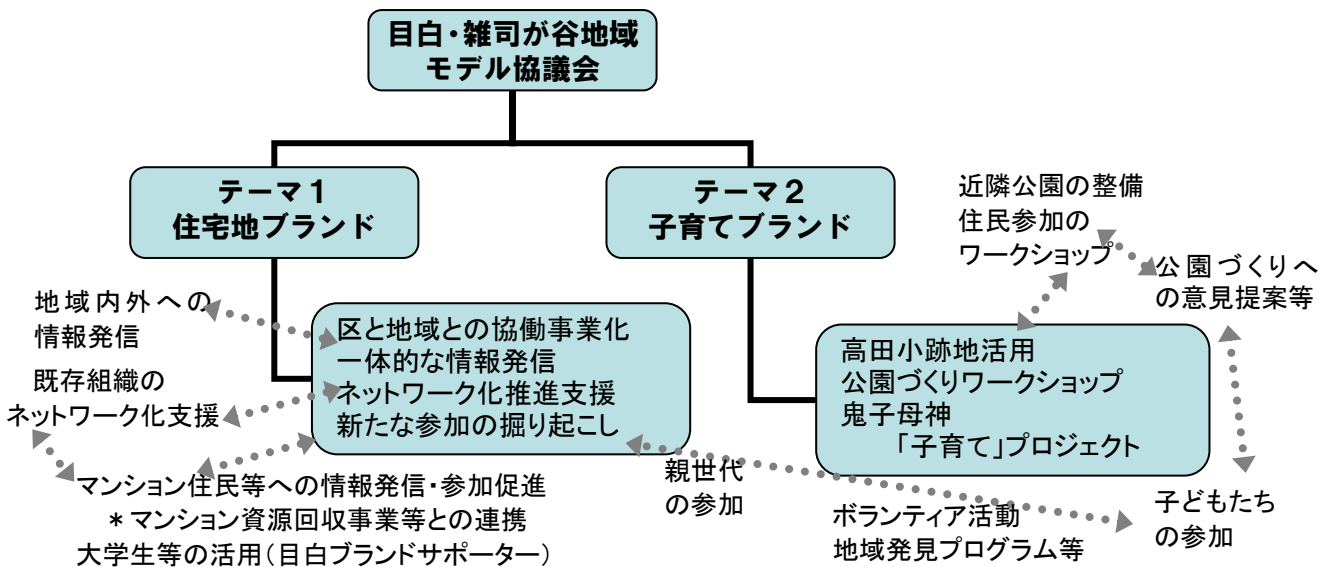 目白・雑司が谷地域
モデル協議会
テーマ1
住宅地ブランド
テーマ2
子育てブランド
近隣公園の整備
住民参加の
ワークショップ
公園づくりへ
の意見提案等
地域内外への
情報発信
既存組織の
ネットワーク化支援
区と地域との協働事業化
一体的な情報発信
ネットワーク化推進支援
新たな参加の掘り起こし
高田小跡地活用
公園づくりワークショップ
鬼子母神
「子育て」プロジェクト
マンション住民等への情報発信・参加促進
＊マンション資源回収事業等との連携
大学生等の活用(目白ブランドサポーター)
親世代
の参加
ボランティア活動
地域発見プログラム等
子どもたち
の参加